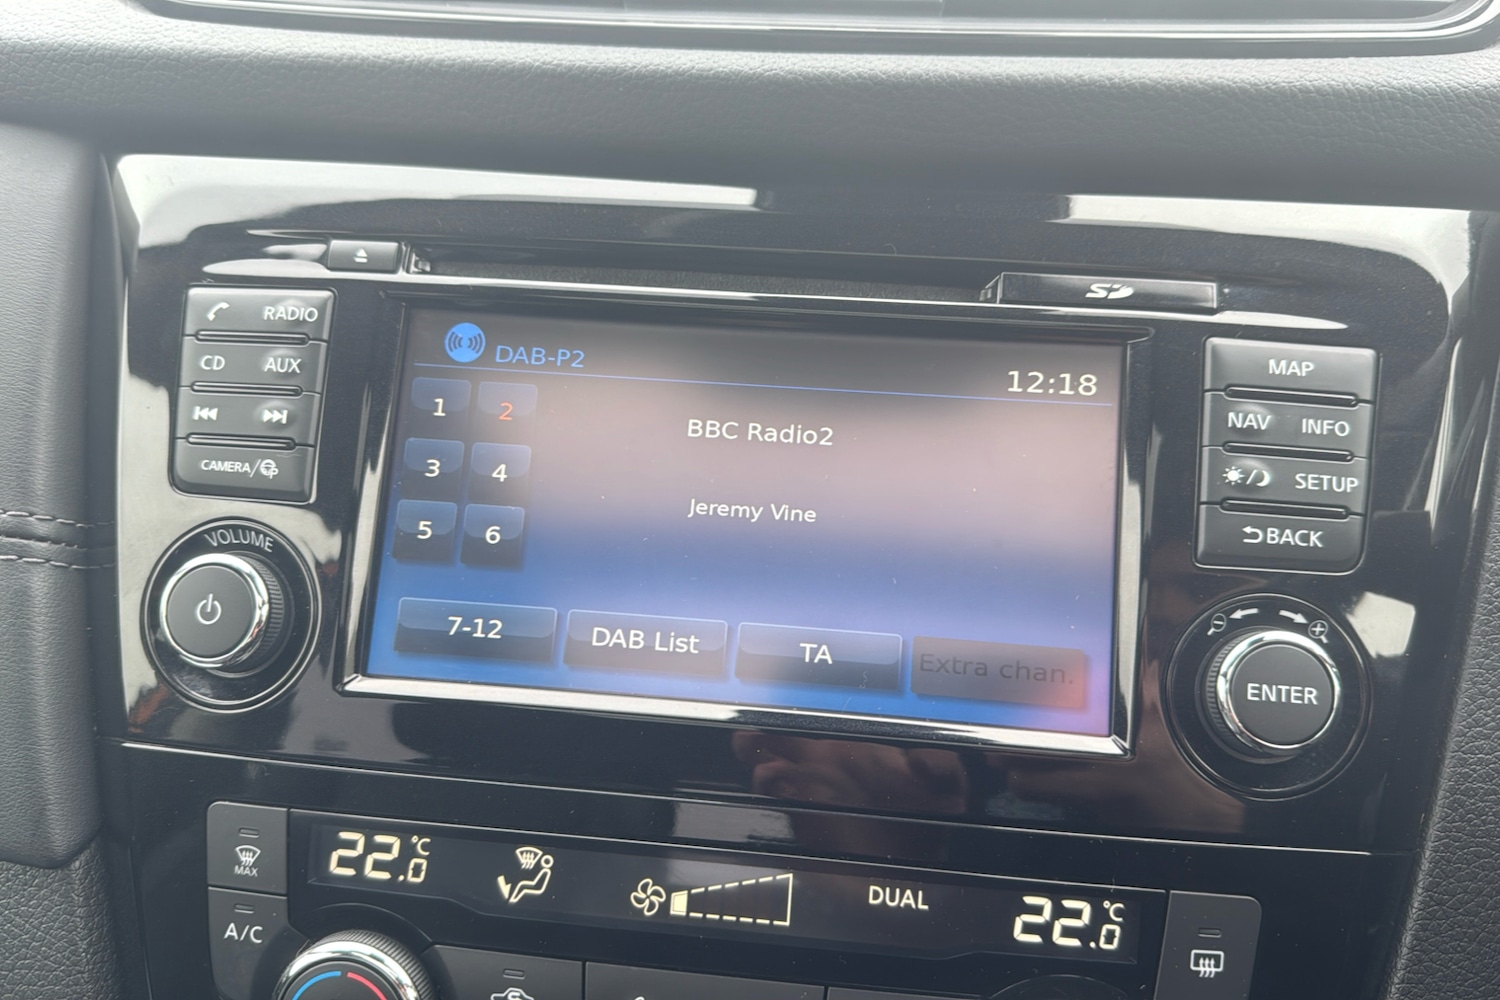 SD
RADIO
CD AUX
CAMERA/
VOLUME
DAB-P2
12:18
1 2
3 4
5 6
BBC Radio2
Jeremy Vine
7-12 DAB List TA Extra chan.
MAP
NAV INFO
SETUP
BACK
ENTER
MAX
A/C
22.0 °C
DUAL
22.0 °C